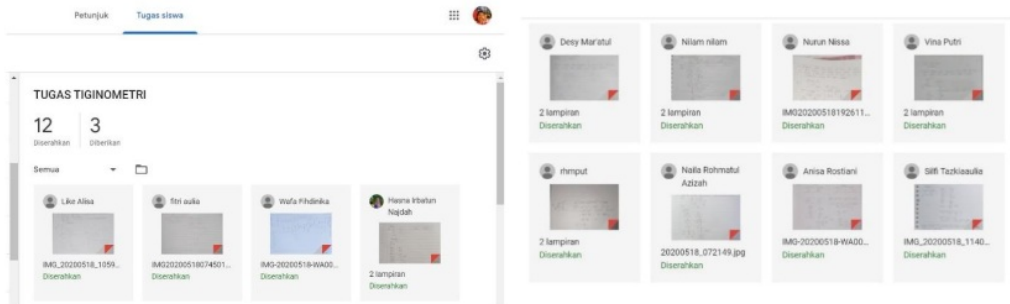 Petunjuk Tugas siswa
TUGAS TIGINOMETRI
12 3
Diserahkan Diberikan
Semua
Like Alisa
IMG_20200518_1059...
Diserahkan
fitri aulia
IMG20200518074501...
Diserahkan
Wafa Fihdinika
IMG-20200518-WA00...
Diserahkan
Hasna Irbatun
Najdah
2 lampiran
Diserahkan
Desy Mar'atul
2 lampiran
Diserahkan
Nilam nilam
2 lampiran
Diserahkan
Nurun Nissa
IMG20200518192611...
Diserahkan
Vina Putri
2 lampiran
Diserahkan
rhmput
2 lampiran
Diserahkan
Naila Rohmatul
Azizah
20200518_072149.jpg
Diserahkan
Anisa Rostiani
IMG-20200518-WA00...
Diserahkan
Silfi Tazkiaaulia
IMG_20200518_1140...
Diserahkan